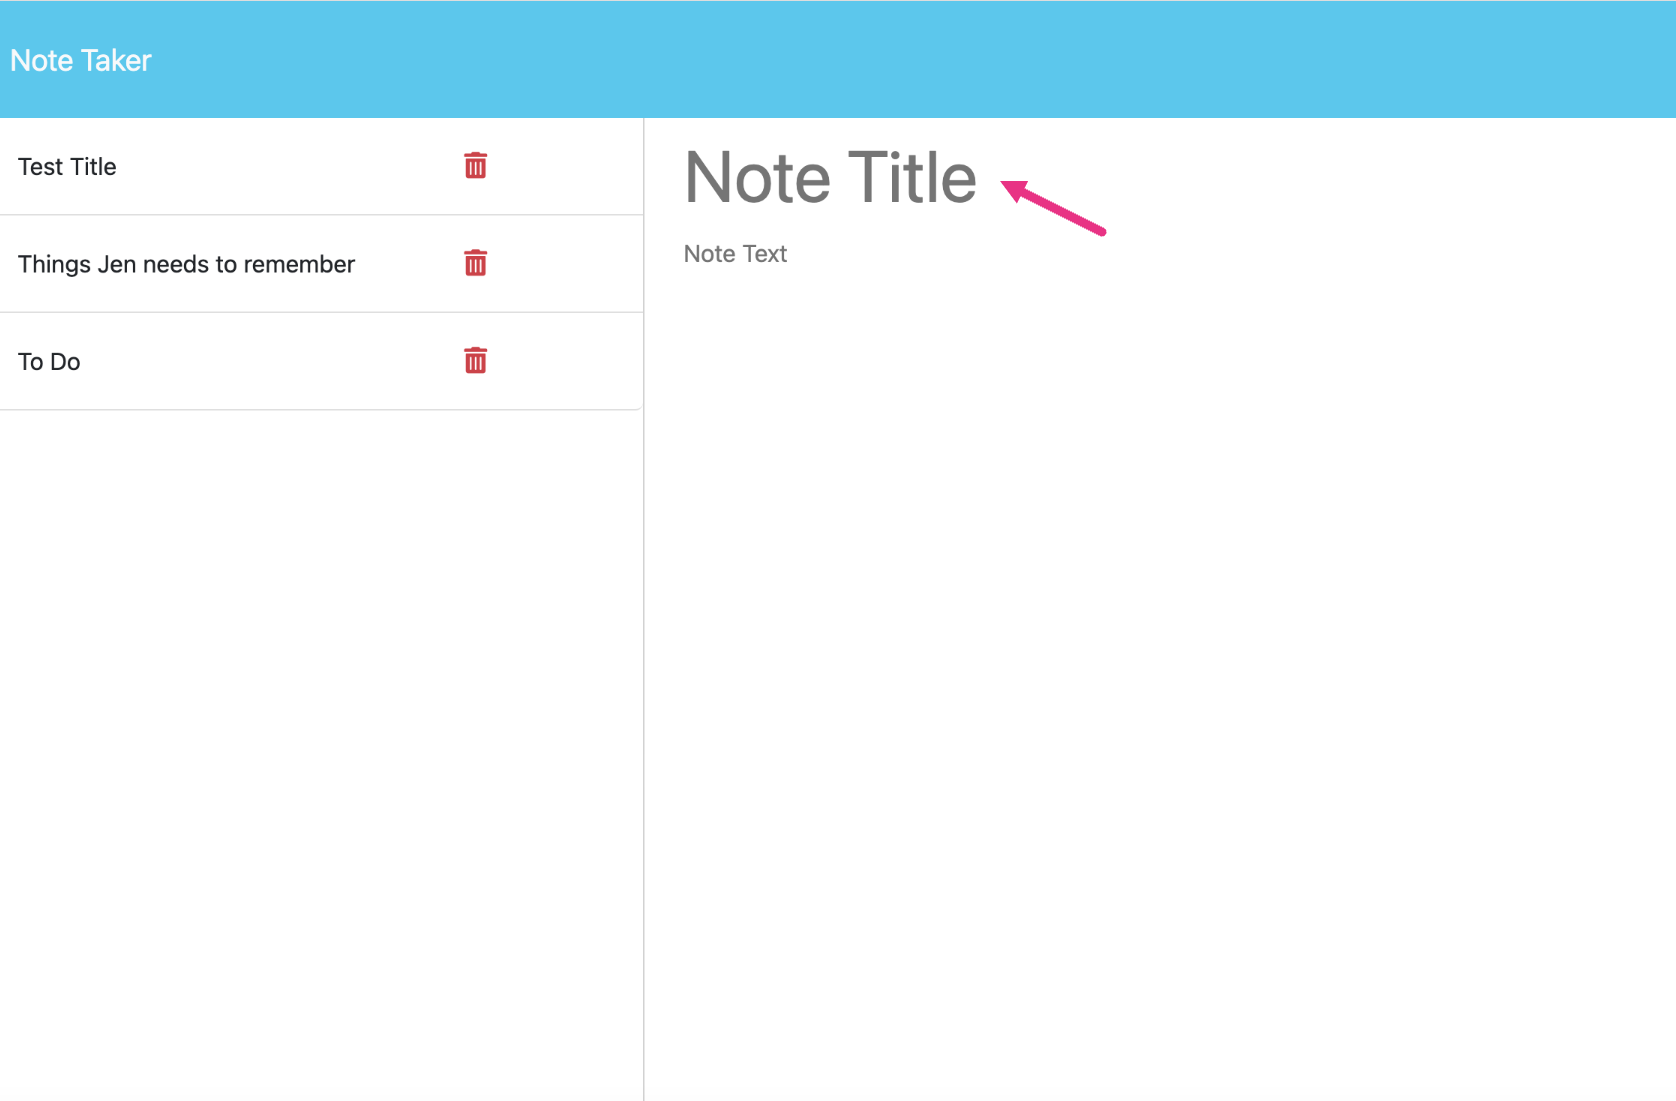 Note Taker
Test Title
Things Jen needs to remember
To Do
Note Title
Note Text